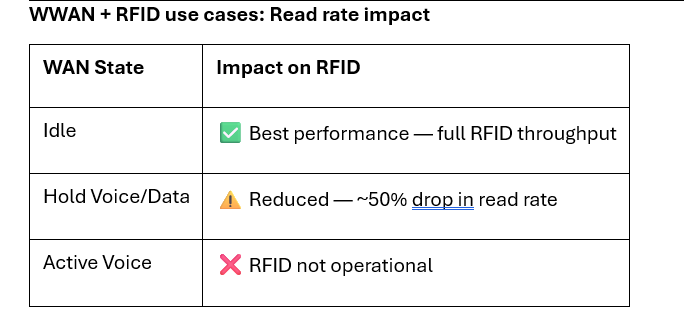 WWAN + RFID use cases: Read rate impact
WAN State Impact on RFID
Idle ✅ Best performance — full RFID throughput
Hold Voice/Data ⚠️ Reduced — ~50% drop in read rate
Active Voice ❌ RFID not operational